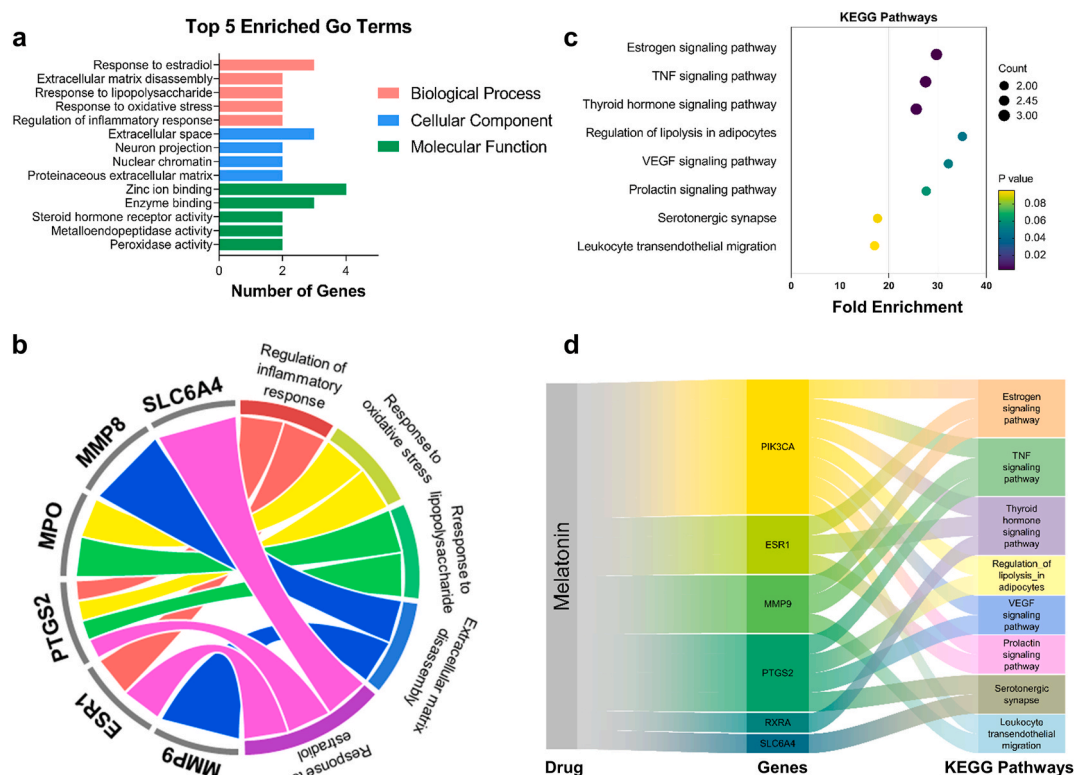 a
Top 5 Enriched Go Terms
Response to estradiol
Extracellular matrix disassembly
Rresponse to lipopolysaccharide
Response to oxidative stress
Regulation of inflammatory response
Extracellular space
Neuron projection
Nuclear chromatin
Proteinaceous extracellular matrix
Zinc ion binding
Enzyme binding
Steroid hormone receptor activity
Metalloendopeptidase activity
Peroxidase activity
0
2
4
Number of Genes
Biological Process
Cellular Component
Molecular Function
c
KEGG Pathways
Estrogen signaling pathway
TNF signaling pathway
Thyroid hormone signaling pathway
Regulation of lipolysis in adipocytes
VEGF signaling pathway
Prolactin signaling pathway
Serotonergic synapse
Leukocyte transendothelial migration
0
10
20
30
40
Fold Enrichment
Count
2.00
2.45
3.00
P value
0.08
0.06
0.04
0.02
b
SLC6A4
MMP8
MPO
PTGS2
ESR1
MMP9
Regulation of
inflammatory
response
Response to
oxidative stress
Rresponse to
lipopolysaccharide
Extracellular matrix
disassembly
Response to
estradiol
d
Melatonin
PIK3CA
ESR1
MMP9
PTGS2
RXRA
SLC6A4
Estrogen
signaling
pathway
TNF
signaling
pathway
Thyroid
hormone
signaling
pathway
Regulation_of
lipolysis_in
adipocytes
VEGF
signaling
pathway
Prolactin
signaling
pathway
Serotonergic
synapse
Leukocyte
transendothelial
migration
Drug
Genes
KEGG Pathways